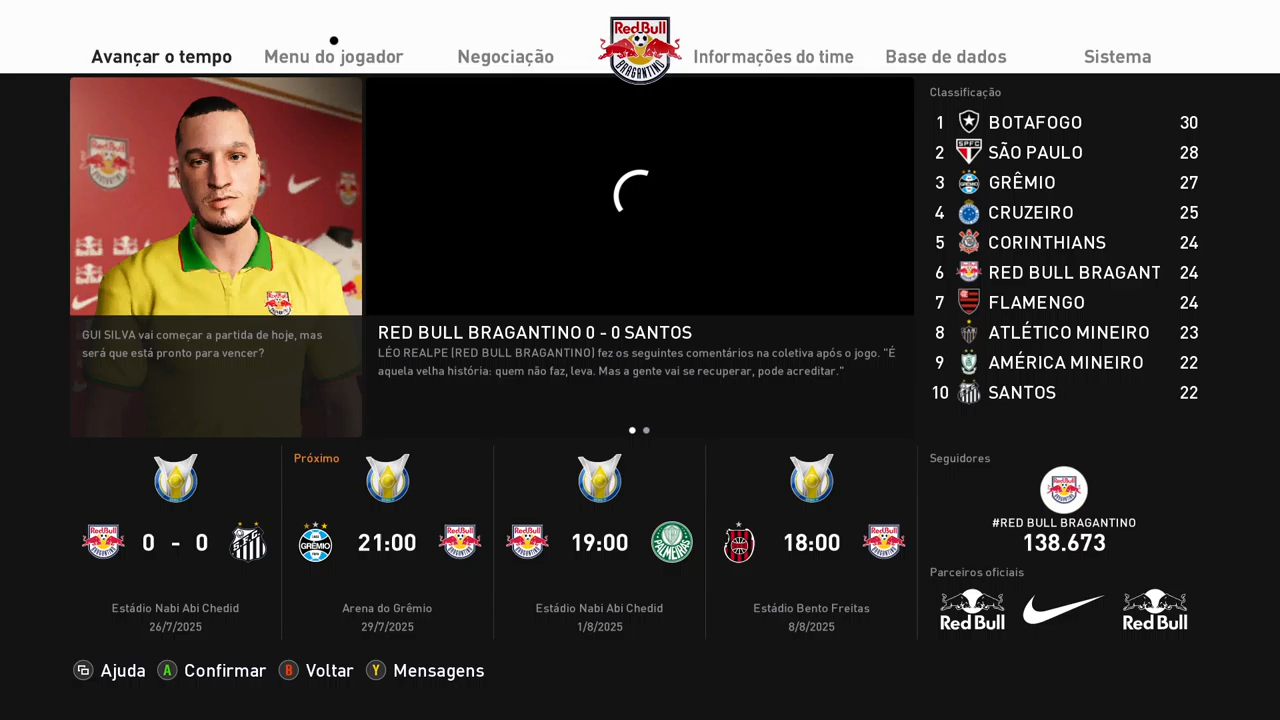 Avançar o tempo
Menu do jogador
Negociação
Red Bull
BRAGANTINO
Informações do time
Base de dados
Sistema
GUI SILVA vai começar a partida de hoje, mas
será que está pronto para vencer?
RED BULL BRAGANTINO 0 - 0 SANTOS
LÉO REALPE [RED BULL BRAGANTINO] fez os seguintes comentários na coletiva após o jogo. "É
aquela velha história: quem não faz, leva. Mas a gente vai se recuperar, pode acreditar."
Classificação
1 BOTAFOGO 30
2 SÃO PAULO 28
3 GRÊMIO 27
4 CRUZEIRO 25
5 CORINTHIANS 24
6 RED BULL BRAGANT 24
7 FLAMENGO 24
8 ATLÉTICO MINEIRO 23
9 AMÉRICA MINEIRO 22
10 SANTOS 22
0 - 0
Estádio Nabi Abi Chedid
26/7/2025
Próximo
GRÊMIO
21:00
Arena do Grêmio
29/7/2025
19:00
PALMEIRAS
Estádio Nabi Abi Chedid
1/8/2025
18:00
Estádio Bento Freitas
8/8/2025
Seguidores
#RED BULL BRAGANTINO
138.673
Parceiros oficiais
Red Bull
Red Bull
Ajuda
A Confirmar
B Voltar
Y Mensagens